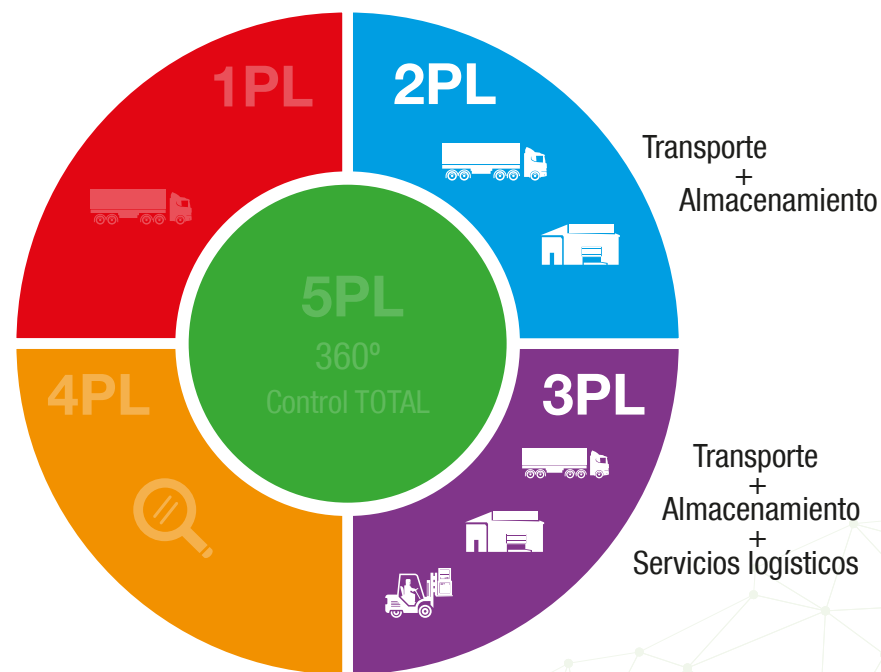 1PL
2PL
Transporte
+
Almacenamiento
5PL
360º
Control TOTAL
4PL
3PL
Transporte
+
Almacenamiento
+
Servicios logísticos